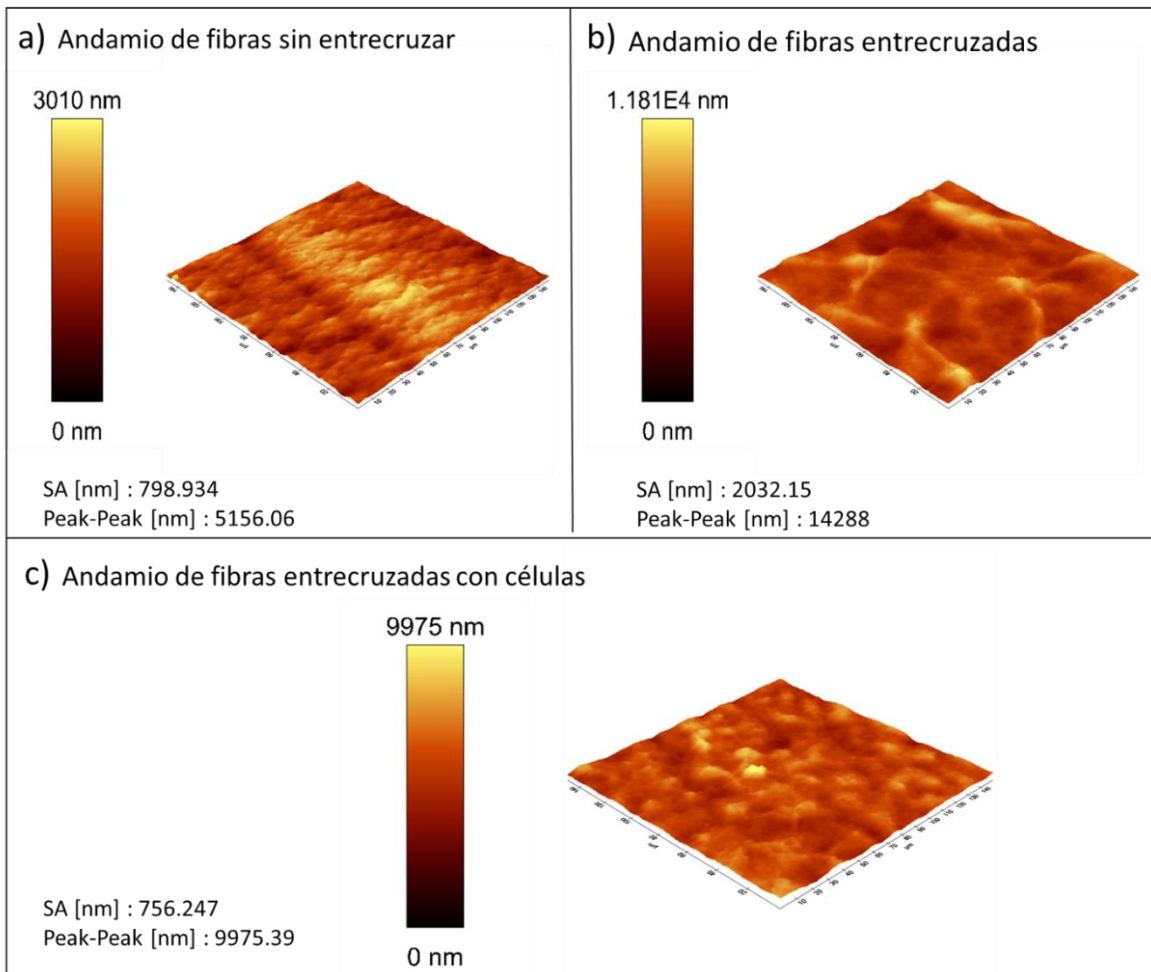 a) Andamio de fibras sin entrecruzar
3010 nm
0 nm
SA [nm] : 798.934
Peak-Peak [nm] : 5156.06
b) Andamio de fibras entrecruzadas
1.181E4 nm
0 nm
SA [nm] : 2032.15
Peak-Peak [nm] : 14288
c) Andamio de fibras entrecruzadas con células
9975 nm
0 nm
SA [nm] : 756.247
Peak-Peak [nm] : 9975.39